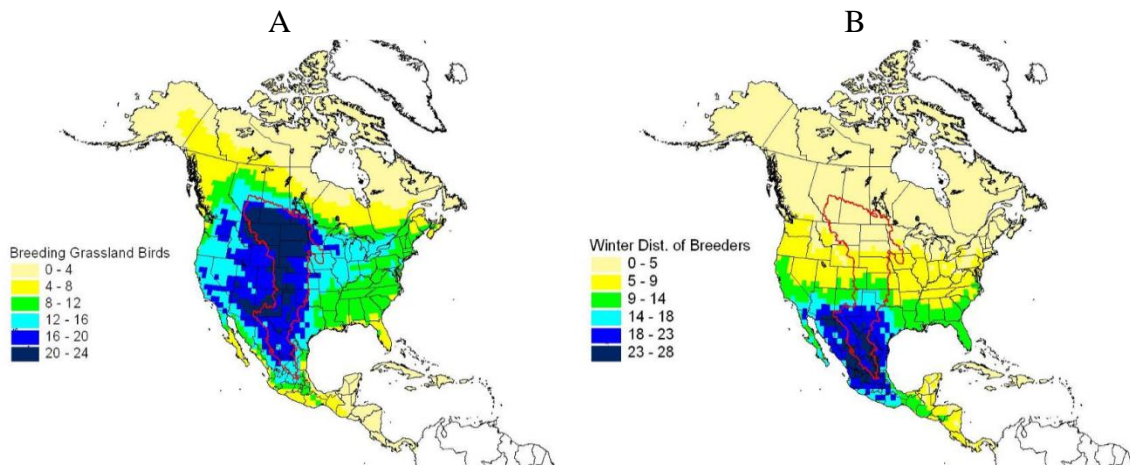 A
B
Breeding Grassland Birds
0 - 4
4 - 8
8 - 12
12 - 16
16 - 20
20 - 24
Winter Dist. of Breeders
0 - 5
5 - 9
9 - 14
14 - 18
18 - 23
23 - 28